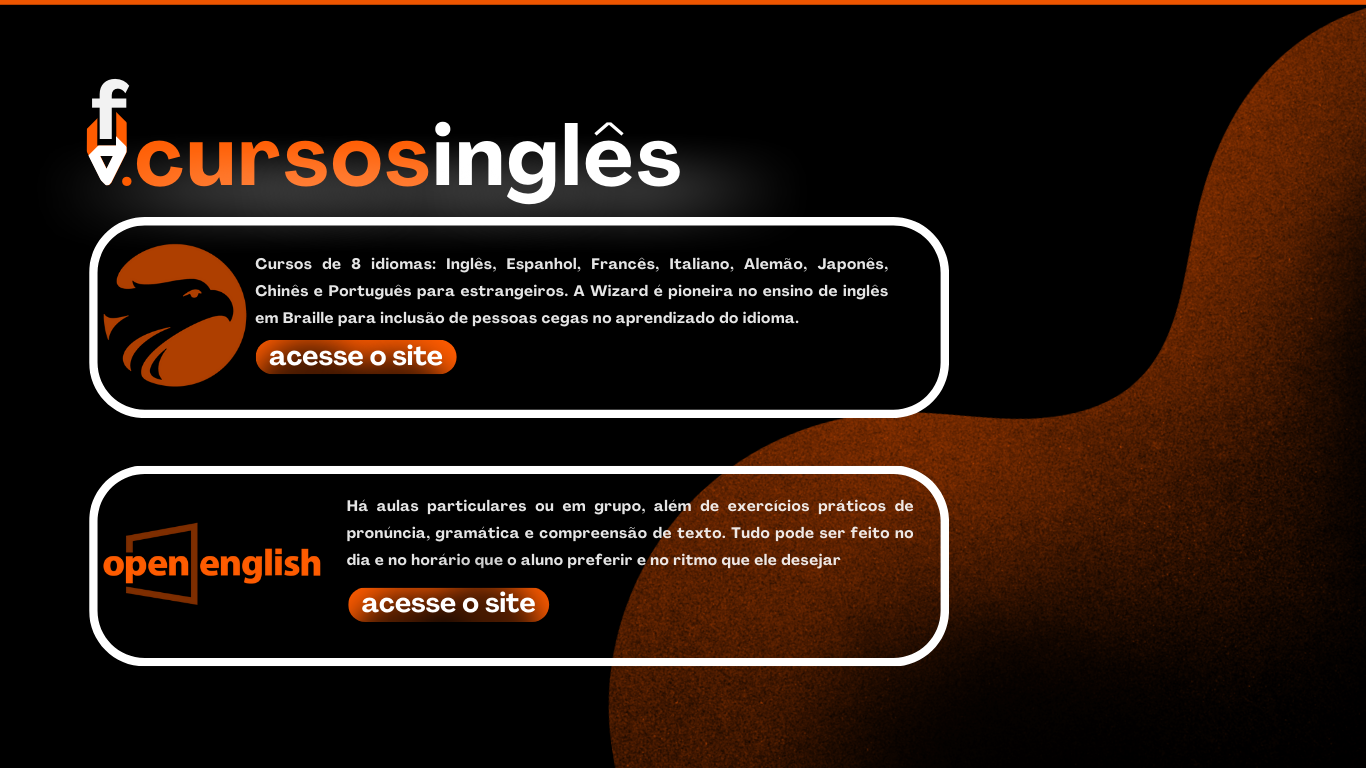 f
.cursosinglês
Cursos de 8 idiomas: Inglês, Espanhol, Francês, Italiano, Alemão, Japonês,
Chinês e Português para estrangeiros. A Wizard é pioneira no ensino de inglês
em Braille para inclusão de pessoas cegas no aprendizado do idioma.
acesse o site
open english
Há aulas particulares ou em grupo, além de exercícios práticos de
pronúncia, gramática e compreensão de texto. Tudo pode ser feito no
dia e no horário que o aluno preferir e no ritmo que ele desejar
acesse o site